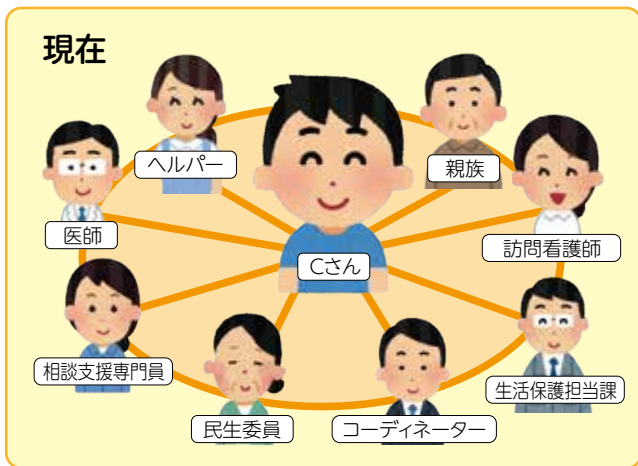 現在
ヘルパー
親族
医師
訪問看護師
Cさん
相談支援専門員
生活保護担当課
民生委員
コーディネーター